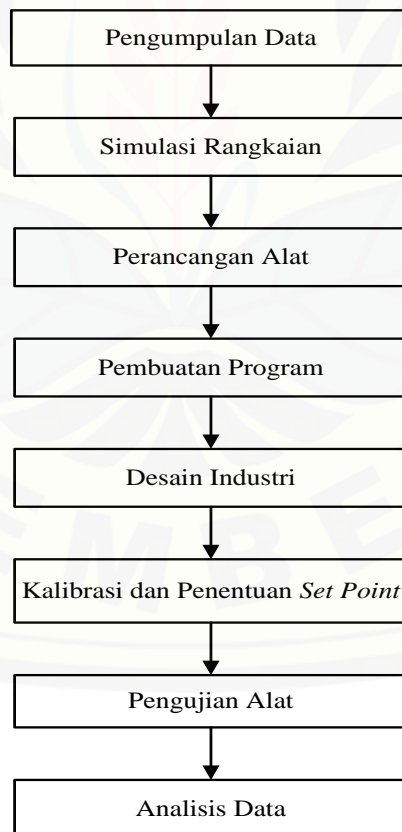 Pengumpulan Data
Simulasi Rangkaian
Perancangan Alat
Pembuatan Program
Desain Industri
EMBE
Kalibrasi dan Penentuan Set Point
Pengujian Alat
Analisis Data